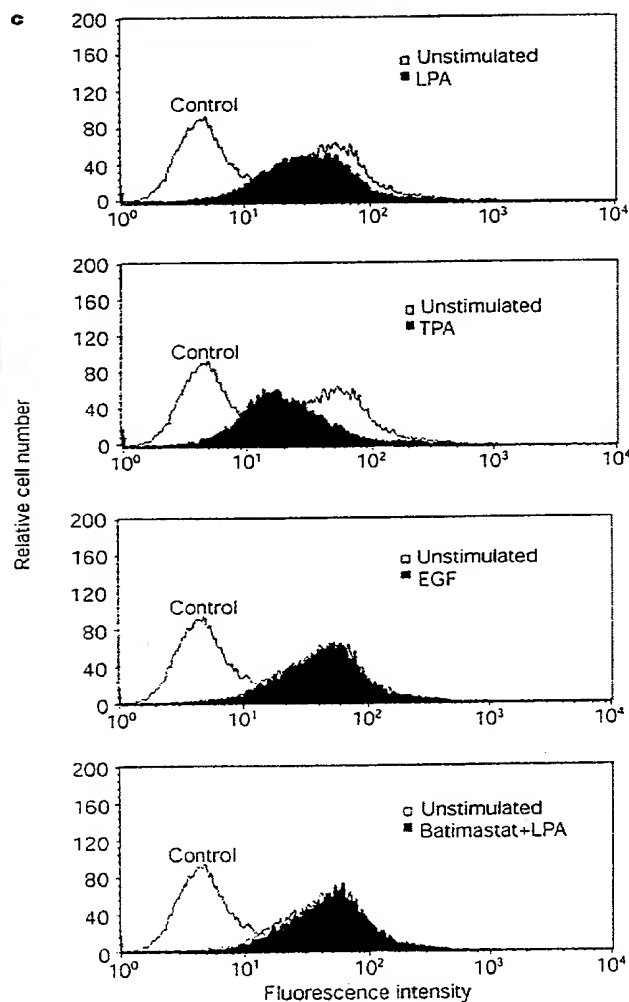 c
200
160
120
80
40
0
Control
□ Unstimulated
■ LPA
10⁰ 10¹ 10² 10³ 10⁴
200
160
120
80
40
0
Control
□ Unstimulated
■ TPA
10⁰ 10¹ 10² 10³ 10⁴
Relative cell number
200
160
120
80
40
0
Control
□ Unstimulated
■ EGF
10⁰ 10¹ 10² 10³ 10⁴
200
160
120
80
40
0
Control
□ Unstimulated
■ Batimastat+LPA
10⁰ 10¹ 10² 10³ 10⁴
Fluorescence intensity